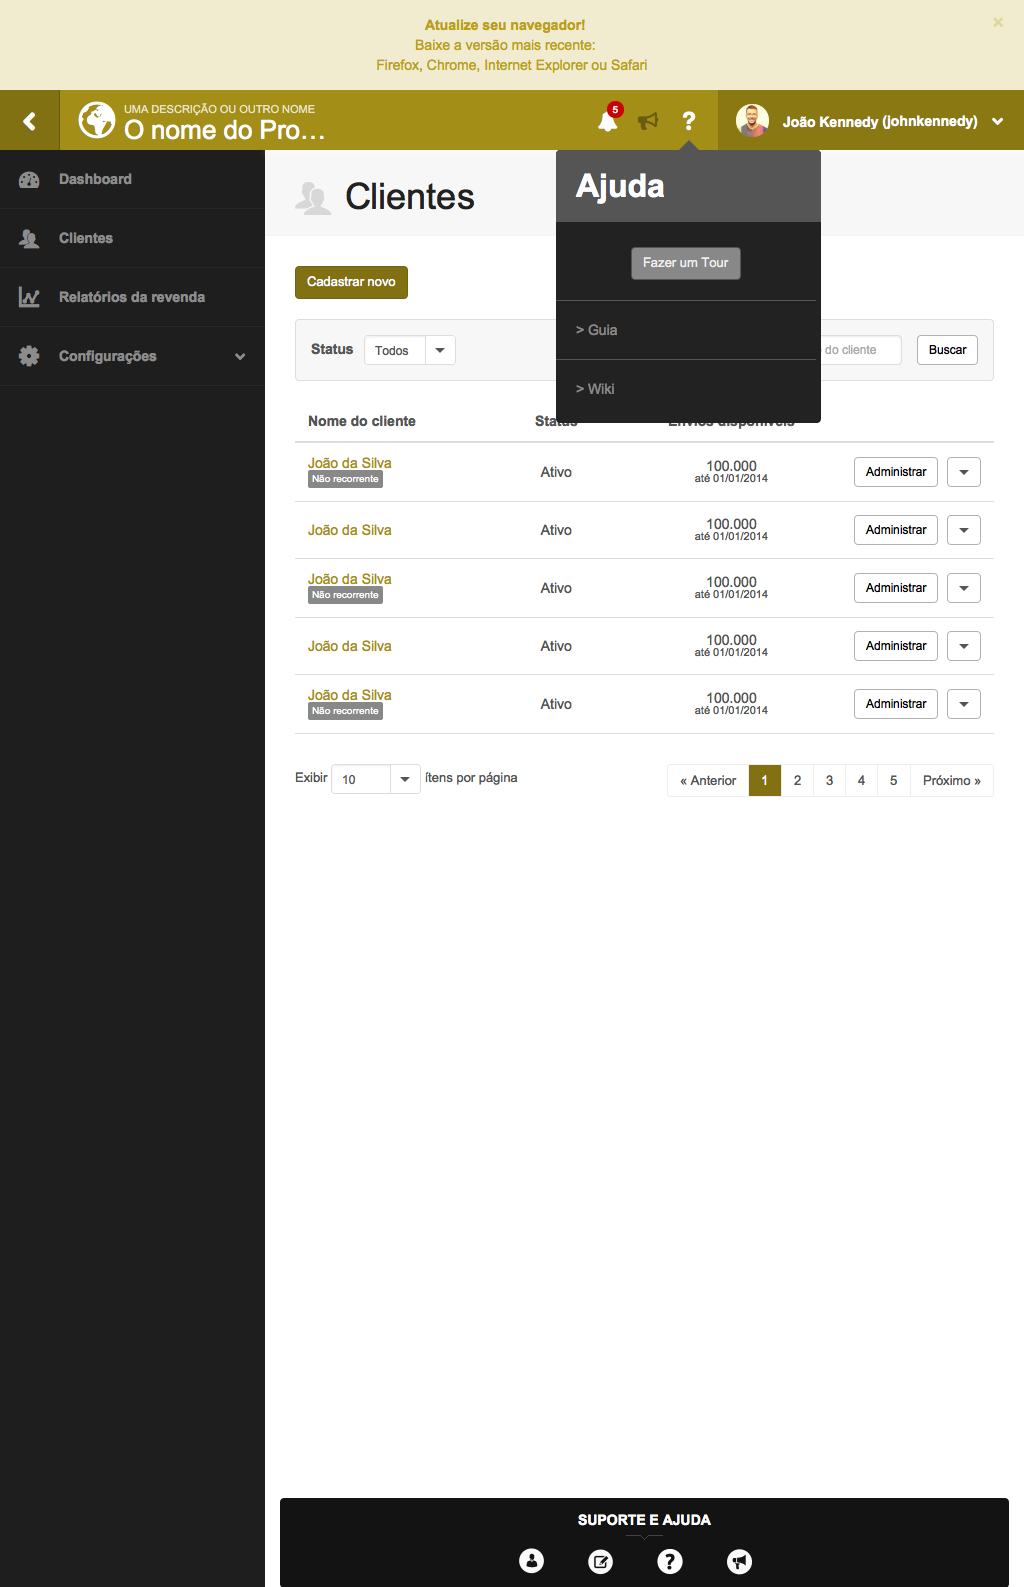 Atualize seu navegador!
×
Baixe a versão mais recente:
Firefox, Chrome, Internet Explorer ou Safari
UMA DESCRIÇÃO OU OUTRO NOME
O nome do Pro...
5
?
João Kennedy (johnkennedy)
Dashboard
Clientes
Relatórios da revenda
Configurações
Clientes
Ajuda
Fazer um Tour
> Guia
> Wiki
Cadastrar novo
Status
Todos
do cliente
Buscar
Nome do cliente
Status
Envios disponíveis
João da Silva
Não recorrente
Ativo
100.000
até 01/01/2014
Administrar
João da Silva
Ativo
100.000
até 01/01/2014
Administrar
João da Silva
Não recorrente
Ativo
100.000
até 01/01/2014
Administrar
João da Silva
Ativo
100.000
até 01/01/2014
Administrar
João da Silva
Não recorrente
Ativo
100.000
até 01/01/2014
Administrar
Exibir 10 ítens por página
« Anterior 1 2 3 4 5 Próximo »
SUPORTE E AJUDA
?